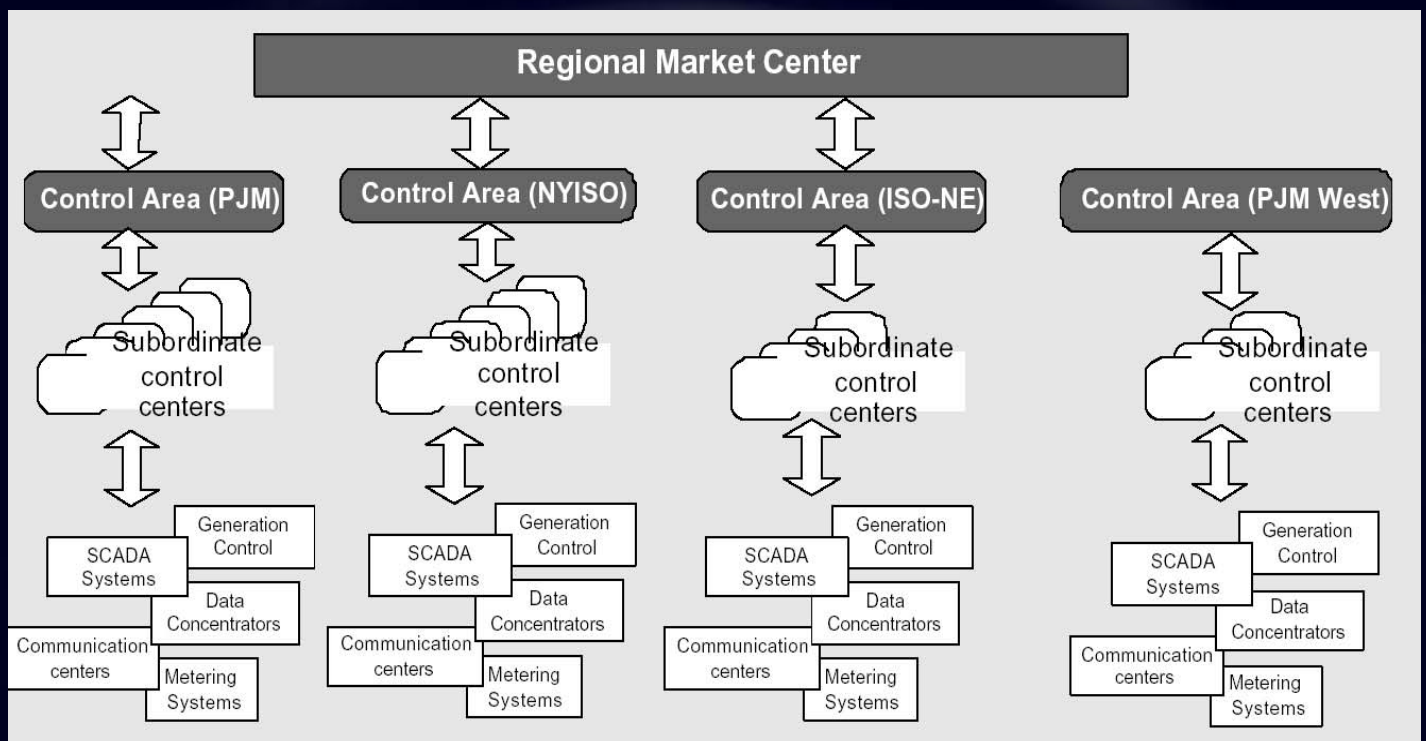 Regional Market Center
Control Area (PJM)
Control Area (NYISO)
Control Area (ISO-NE)
Control Area (PJM West)
Subordinate
control
centers
Subordinate
control
centers
Subordinate
control
centers
Subordinate
control
centers
Generation
Control
SCADA
Systems
Data
Concentrators
Communication
centers
Metering
Systems
Generation
Control
SCADA
Systems
Data
Concentrators
Communication
centers
Metering
Systems
Generation
Control
SCADA
Systems
Data
Concentrators
Communication
centers
Metering
Systems
Generation
Control
SCADA
Systems
Data
Concentrators
Communication
centers
Metering
Systems